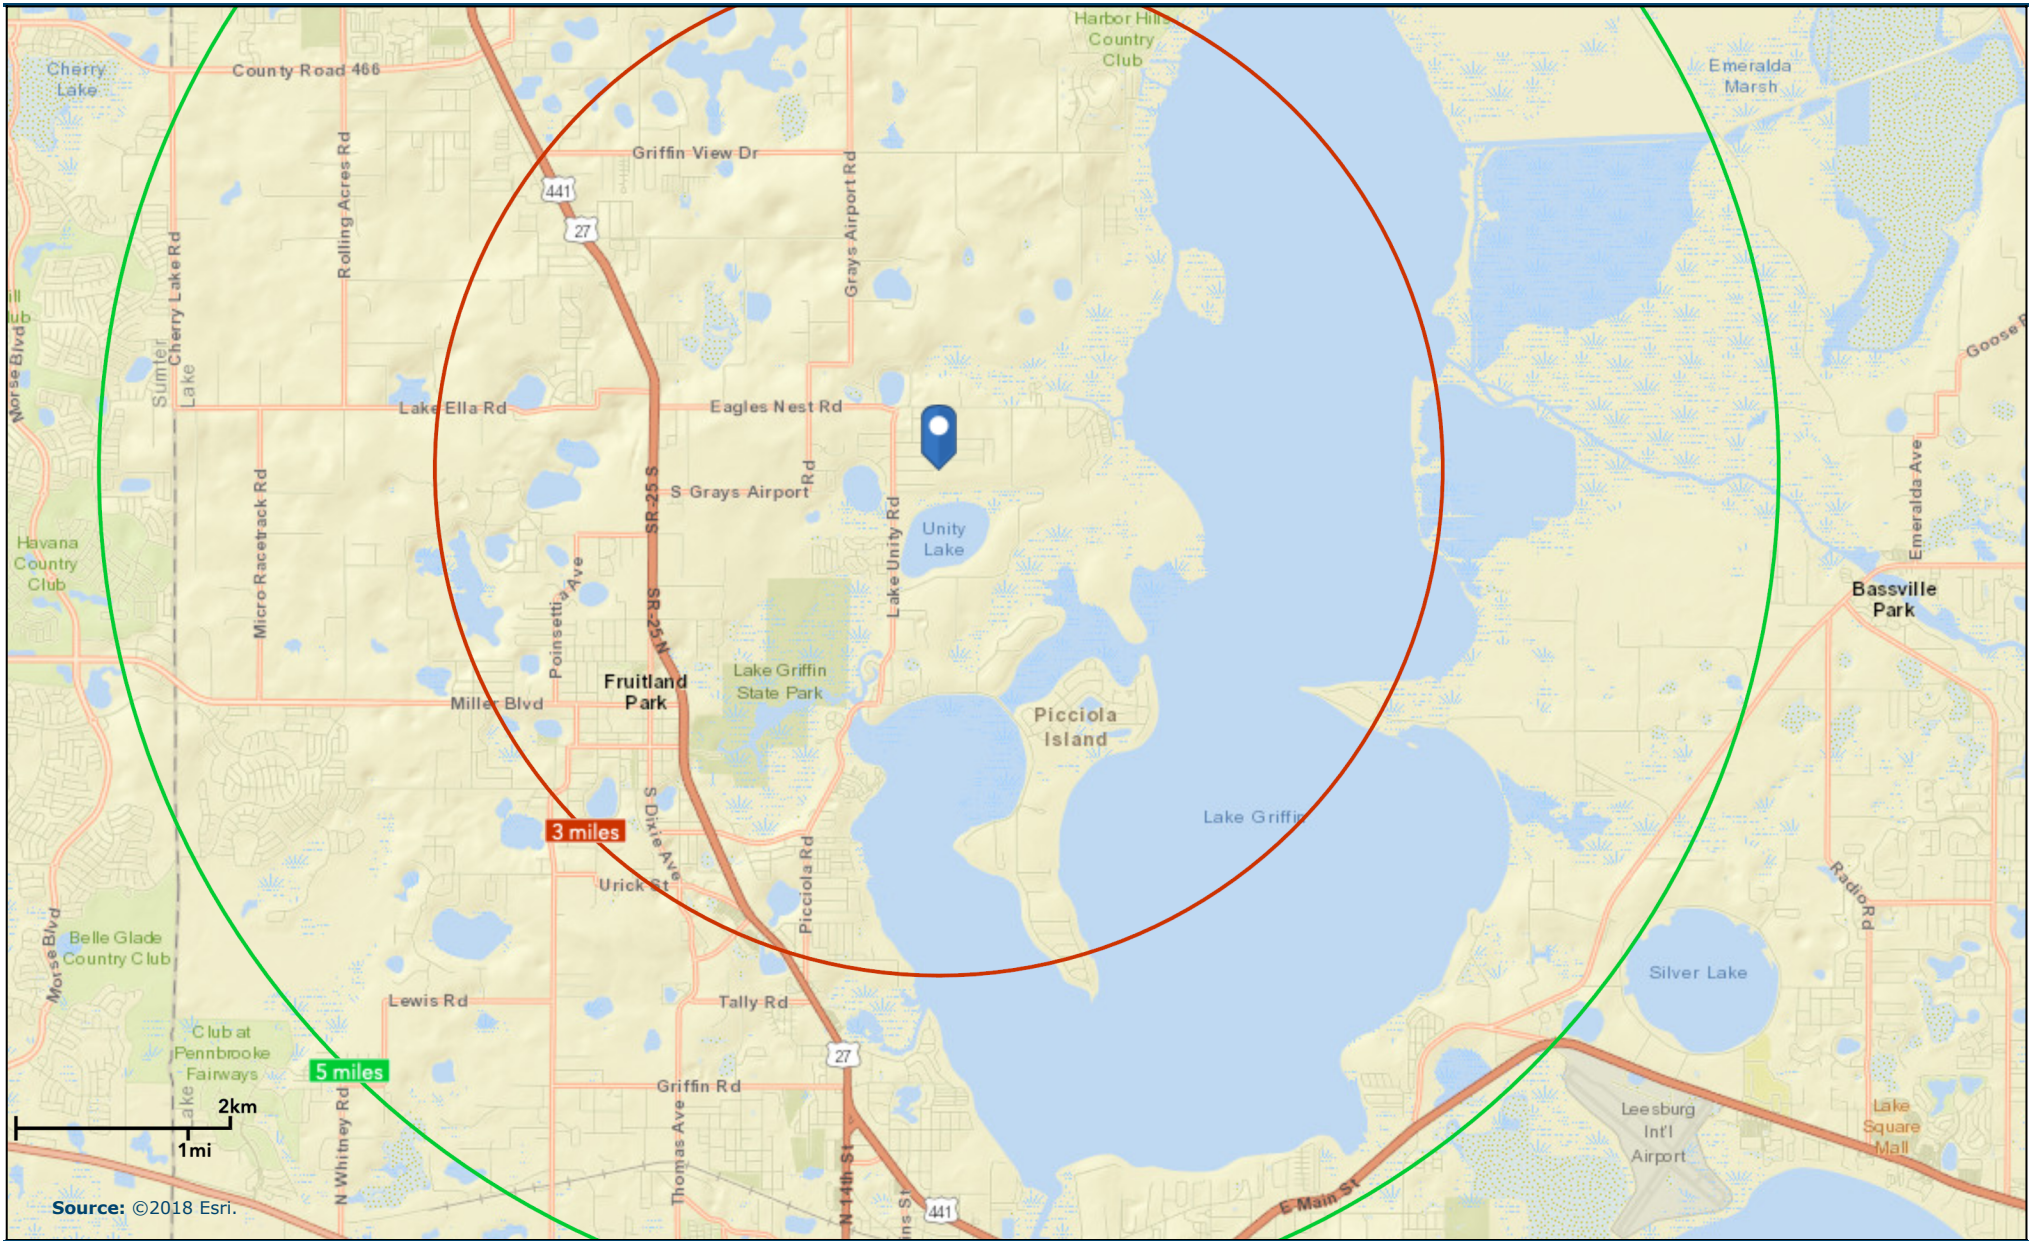 Harbor Hills
Country
Club
Cherry
Lake
County Road 466
Emeralda
Marsh
Griffin View Dr
441
27
Rolling Acres Rd
Grays Airport Rd
Cherry Lake Rd
ill
lub
Morse Blvd
Sumter
Lake
Goose
Lake Ella Rd
Eagles Nest Rd
S Grays Airport
Rd
SR-25 S
Micro Racetrack Rd
Unity
Lake
Lake Unity Rd
Emeralda Ave
Havana
Country
Club
Poinsettia Ave
SR-25 N
Bassville
Park
Lake Griffin
State Park
Fruitland
Park
Miller Blvd
Picciola
Island
Lake Griffin
3 miles
S Dixie Ave
Urick St
Picciola Rd
Radio Rd
Morse Blvd
Belle Glade
Country Club
Silver Lake
Lewis Rd
Tally Rd
Club at
Pennbrooke
Fairways
27
5 miles
Griffin Rd
Lake
2km
1mi
N Whitney Rd
Thomas Ave
N 14th St
ins St
441
E Main St
Leesburg
Int'l
Airport
Lake
Square
Mall
Source: ©2018 Esri.